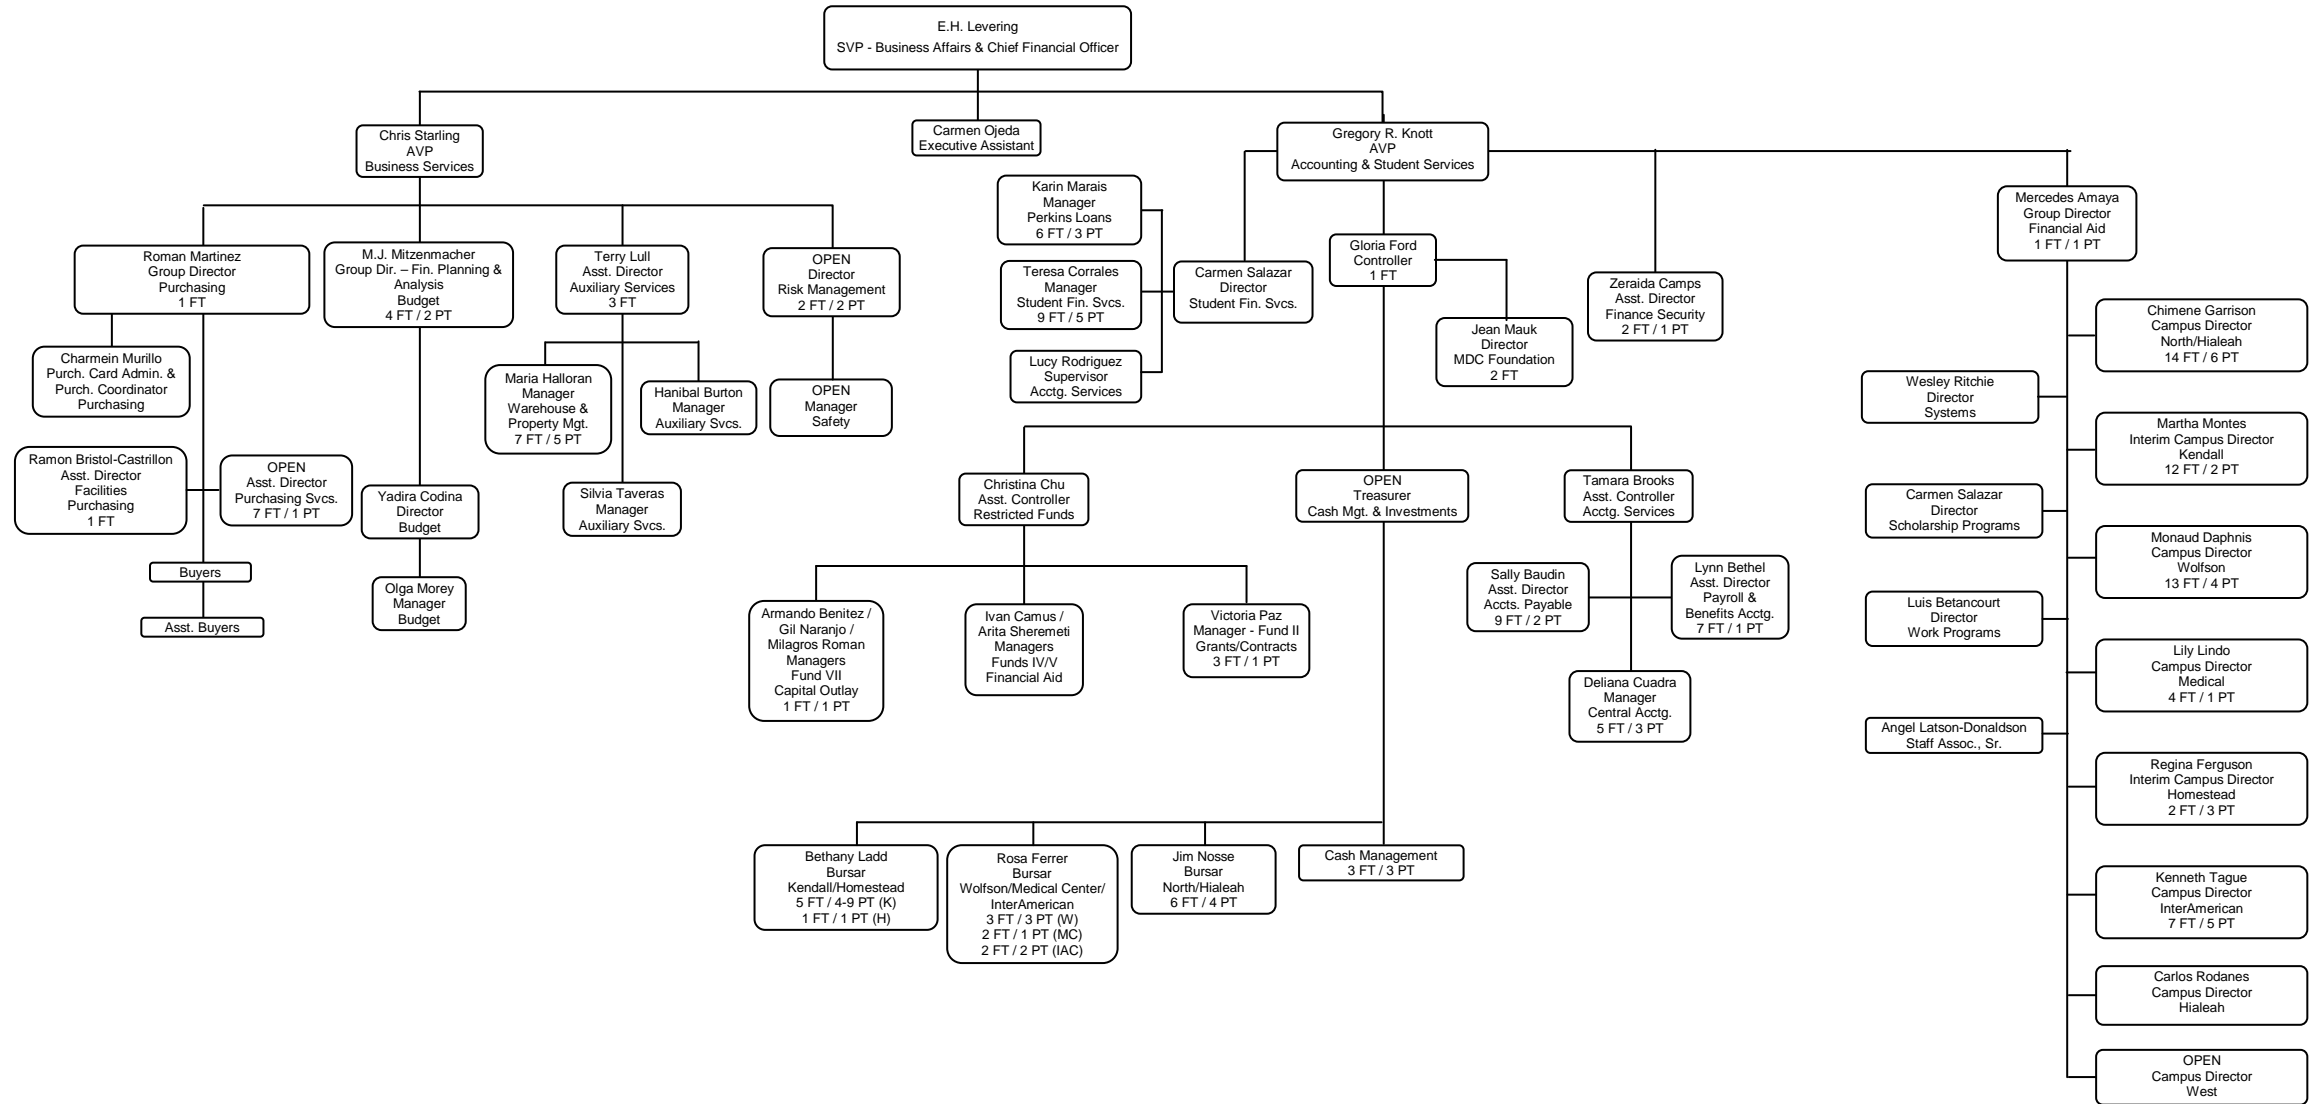 E.H. Levering
SVP - Business Affairs & Chief Financial Officer
Chris Starling
AVP
Business Services
Carmen Ojeda
Executive Assistant
Gregory R. Knott
AVP
Accounting & Student Services
Roman Martinez
Group Director
Purchasing
1 FT
M.J. Mitzenmacher
Group Dir. – Fin. Planning &
Analysis
Budget
4 FT / 2 PT
Terry Lull
Asst. Director
Auxiliary Services
3 FT
OPEN
Director
Risk Management
2 FT / 2 PT
Charmein Murillo
Purch. Card Admin. &
Purch. Coordinator
Purchasing
Ramon Bristol-Castrillon
Asst. Director
Facilities
Purchasing
1 FT
OPEN
Asst. Director
Purchasing Svcs.
7 FT / 1 PT
Buyers
Asst. Buyers
Yadira Codina
Director
Budget
Olga Morey
Manager
Budget
Maria Halloran
Manager
Warehouse &
Property Mgt.
7 FT / 5 PT
Hanibal Burton
Manager
Auxiliary Svcs.
Silvia Taveras
Manager
Auxiliary Svcs.
OPEN
Manager
Safety
Karin Marais
Manager
Perkins Loans
6 FT / 3 PT
Teresa Corrales
Manager
Student Fin. Svcs.
9 FT / 5 PT
Lucy Rodriguez
Supervisor
Acctg. Services
Carmen Salazar
Director
Student Fin. Svcs.
Gloria Ford
Controller
1 FT
Jean Mauk
Director
MDC Foundation
2 FT
Zeraida Camps
Asst. Director
Finance Security
2 FT / 1 PT
Mercedes Amaya
Group Director
Financial Aid
1 FT / 1 PT
Christina Chu
Asst. Controller
Restricted Funds
OPEN
Treasurer
Cash Mgt. & Investments
Tamara Brooks
Asst. Controller
Acctg. Services
Armando Benitez /
Gil Naranjo /
Milagros Roman
Managers
Fund VII
Capital Outlay
1 FT / 1 PT
Ivan Camus /
Arita Sheremeti
Managers
Funds IV/V
Financial Aid
Victoria Paz
Manager - Fund II
Grants/Contracts
3 FT / 1 PT
Sally Baudin
Asst. Director
Accts. Payable
9 FT / 2 PT
Lynn Bethel
Asst. Director
Payroll &
Benefits Acctg.
7 FT / 1 PT
Deliana Cuadra
Manager
Central Acctg.
5 FT / 3 PT
Bethany Ladd
Bursar
Kendall/Homestead
5 FT / 4-9 PT (K)
1 FT / 1 PT (H)
Rosa Ferrer
Bursar
Wolfson/Medical Center/
InterAmerican
3 FT / 3 PT (W)
2 FT / 1 PT (MC)
2 FT / 2 PT (IAC)
Jim Nosse
Bursar
North/Hialeah
6 FT / 4 PT
Cash Management
3 FT / 3 PT
Chimene Garrison
Campus Director
North/Hialeah
14 FT / 6 PT
Wesley Ritchie
Director
Systems
Martha Montes
Interim Campus Director
Kendall
12 FT / 2 PT
Carmen Salazar
Director
Scholarship Programs
Monaud Daphnis
Campus Director
Wolfson
13 FT / 4 PT
Luis Betancourt
Director
Work Programs
Lily Lindo
Campus Director
Medical
4 FT / 1 PT
Angel Latson-Donaldson
Staff Assoc., Sr.
Regina Ferguson
Interim Campus Director
Homestead
2 FT / 3 PT
Kenneth Tague
Campus Director
InterAmerican
7 FT / 5 PT
Carlos Rodanes
Campus Director
Hialeah
OPEN
Campus Director
West